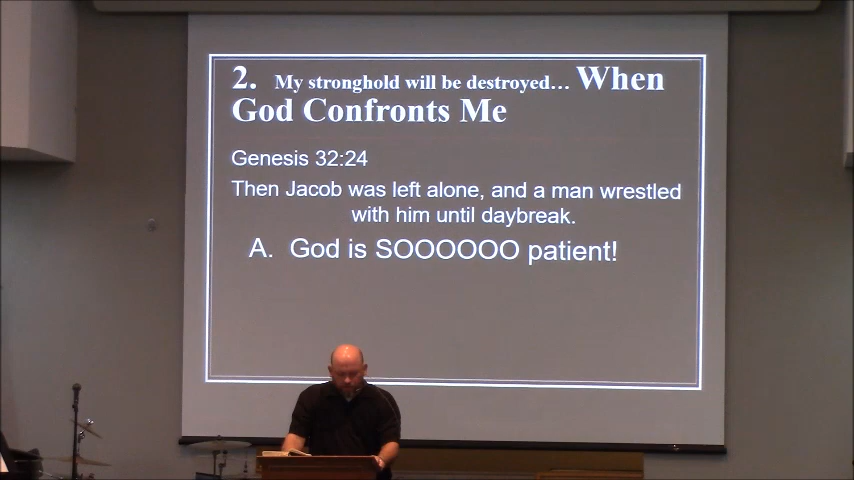 2. My stronghold will be destroyed... When
God Confronts Me
Genesis 32:24
Then Jacob was left alone, and a man wrestled
with him until daybreak.
A. God is SOOOOOO patient!